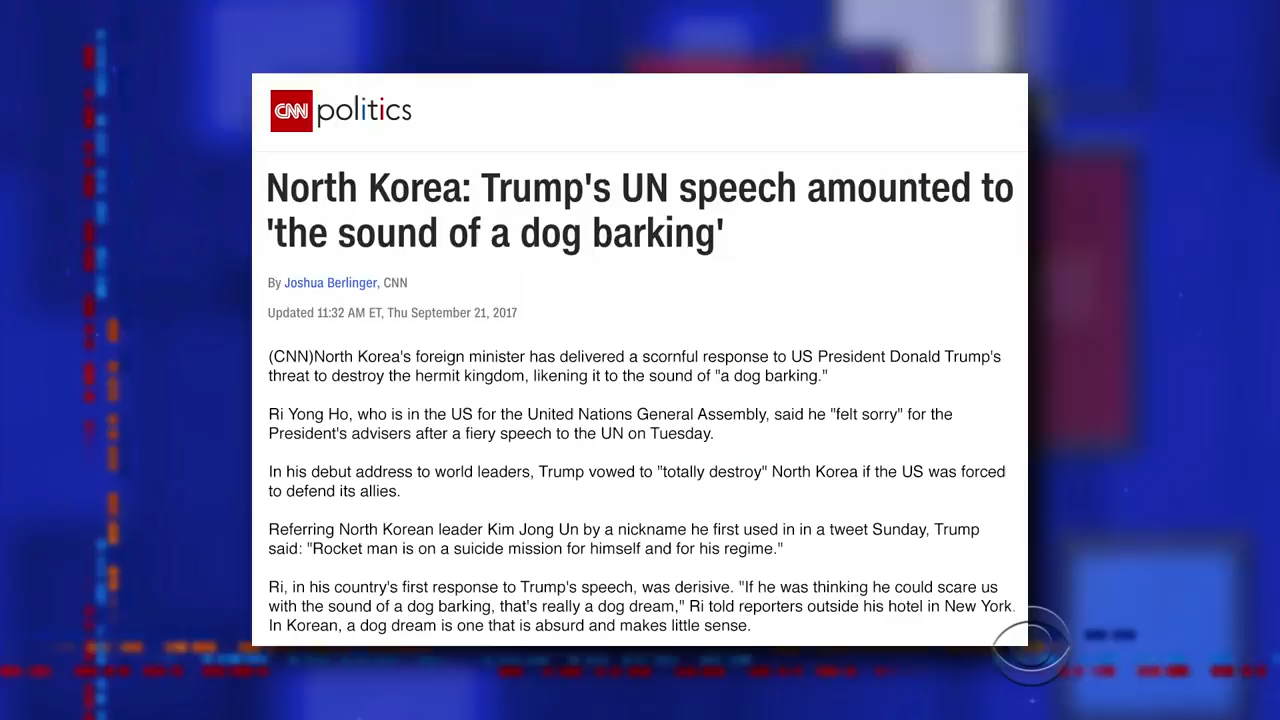 CNN politics
North Korea: Trump's UN speech amounted to
'the sound of a dog barking'
By Joshua Berlinger, CNN
Updated 11:32 AM ET, Thu September 21, 2017
(CNN)North Korea's foreign minister has delivered a scornful response to US President Donald Trump's
threat to destroy the hermit kingdom, likening it to the sound of "a dog barking."
Ri Yong Ho, who is in the US for the United Nations General Assembly, said he "felt sorry" for the
President's advisers after a fiery speech to the UN on Tuesday.
In his debut address to world leaders, Trump vowed to "totally destroy" North Korea if the US was forced
to defend its allies.
Referring North Korean leader Kim Jong Un by a nickname he first used in in a tweet Sunday, Trump
said: "Rocket man is on a suicide mission for himself and for his regime."
Ri, in his country's first response to Trump's speech, was derisive. "If he was thinking he could scare us
with the sound of a dog barking, that's really a dog dream," Ri told reporters outside his hotel in New York.
In Korean, a dog dream is one that is absurd and makes little sense.